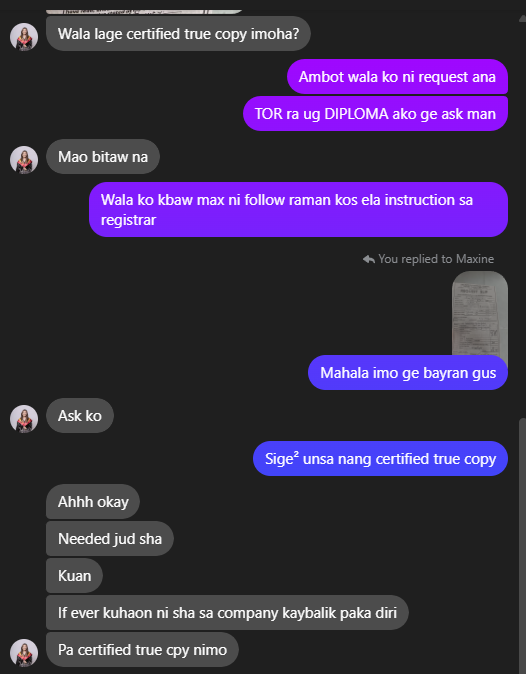 Wala lage certified true copy imoha?
Ambot wala ko ni request ana
TOR ra ug DIPLOMA ako ge ask man
Mao bitaw na
Wala ko kbaw max ni follow raman kos ela instruction sa
registrar
You replied to Maxine
Mahala imo ge bayran gus
Ask ko
Sige² unsa nang certified true copy
Ahhh okay
Needed jud sha
Kuan
If ever kuhaon ni sha sa company kaybalik paka diri
Pa certified true cpy nimo